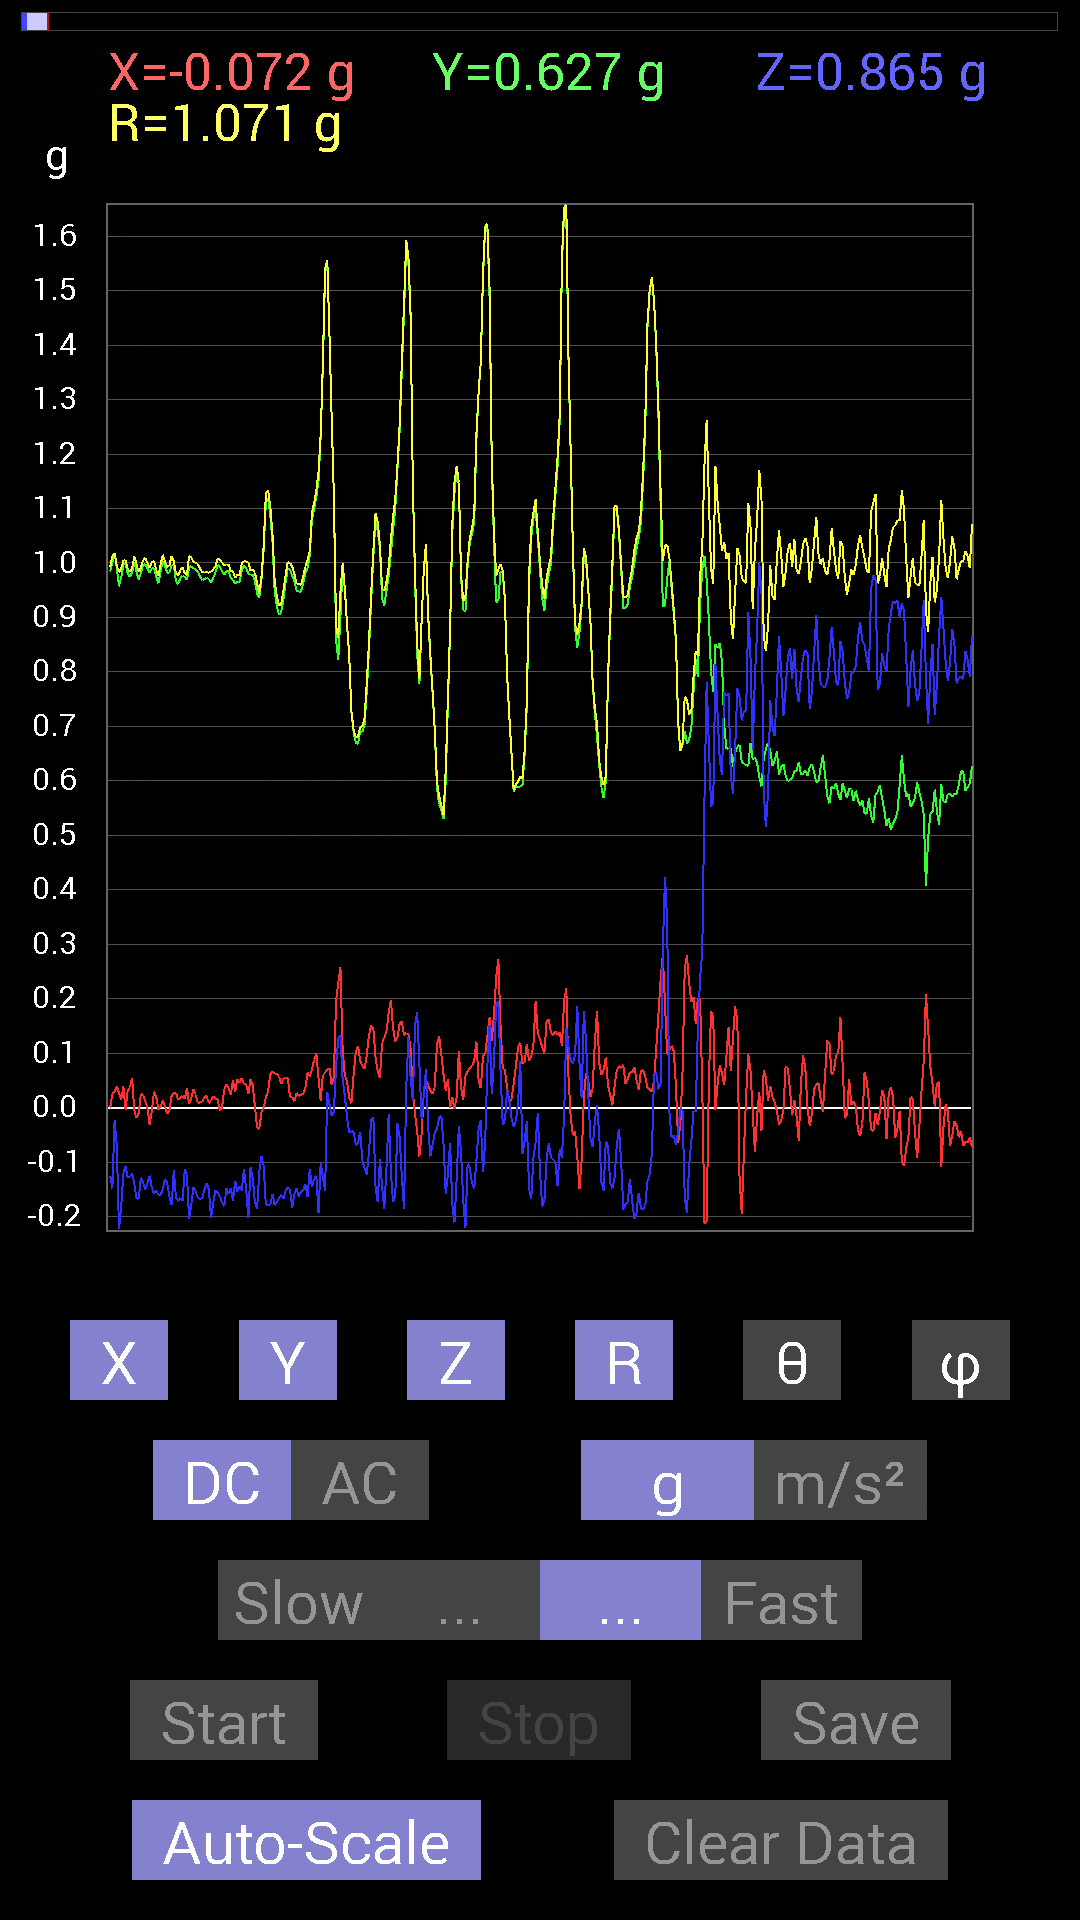 X=-0.072 g Y=0.627 g Z=0.865 g
R=1.071 g
g
1.6
1.5
1.4
1.3
1.2
1.1
1.0
0.9
0.8
0.7
0.6
0.5
0.4
0.3
0.2
0.1
0.0
-0.1
-0.2
X Y Z R θ φ
DC AC g m/s²
Slow ... ... Fast
Start Stop Save
Auto-Scale Clear Data